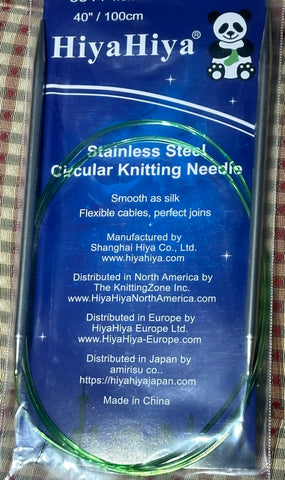 40" / 100cm
HiyaHiya®
Stainless Steel
Circular Knitting Needle
Smooth as silk
Flexible cables, perfect joins
Manufactured by
Shanghai Hiya Co., Ltd.
www.hiyahiya.com
Distributed in North America by
The KnittingZone Inc.
www.HiyaHiyaNorthAmerica.com
Distributed in Europe by
HiyaHiya Europe Ltd.
www.HiyaHiya-Europe.com
Distributed in Japan by
amirisu co..
https://hiyahiyajapan.com
Made in China